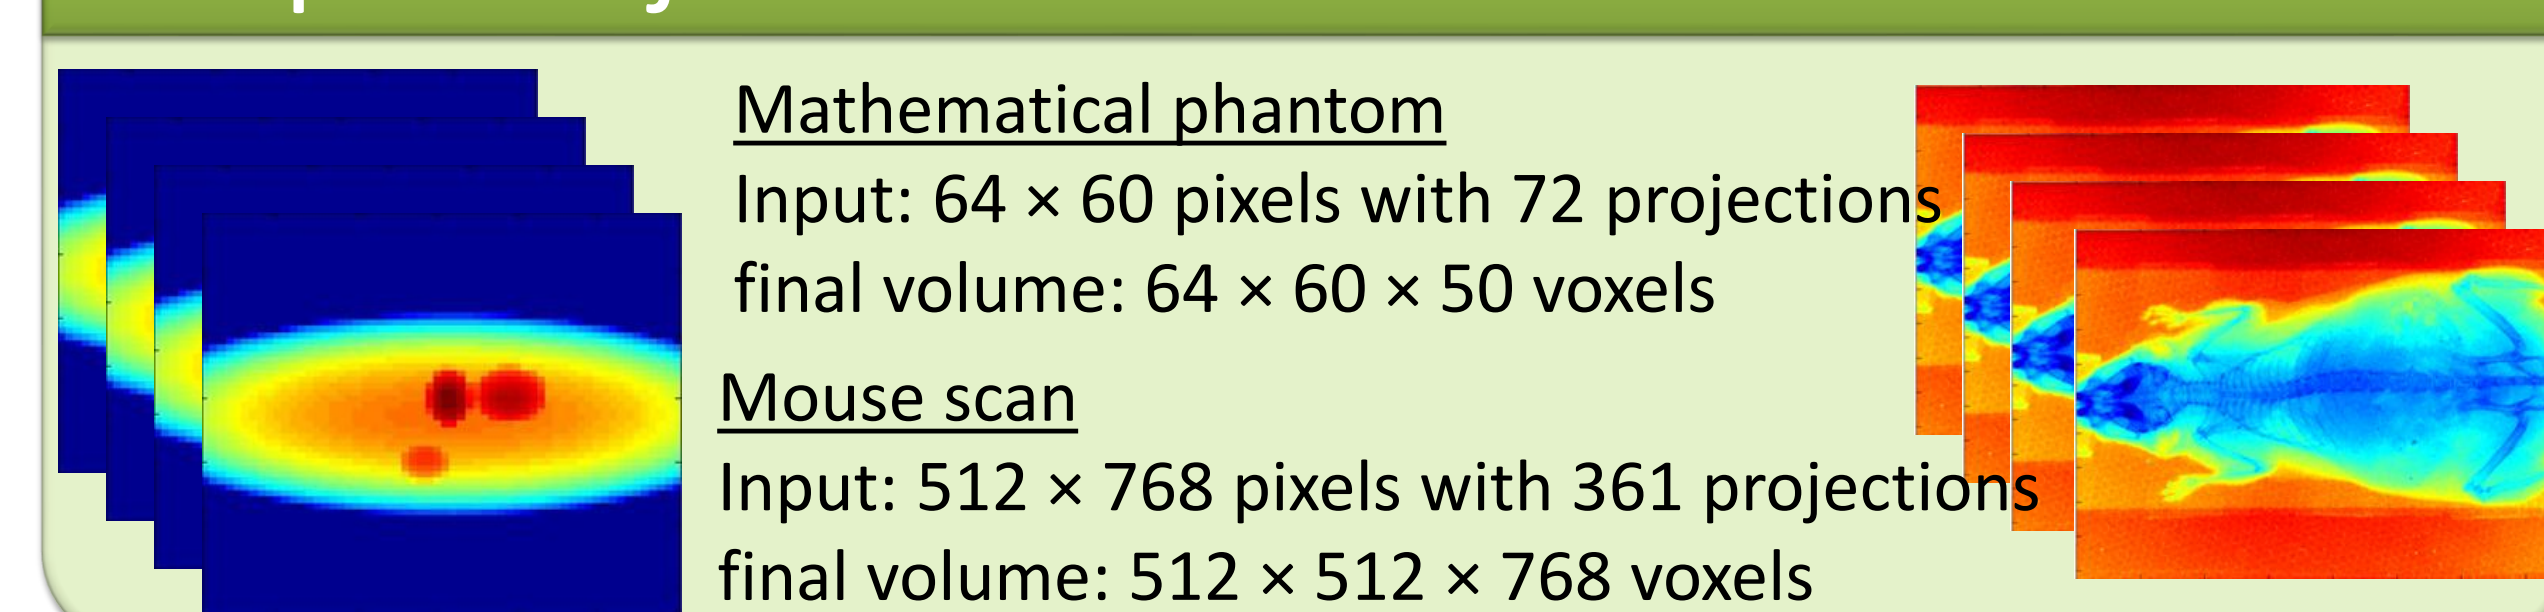 Mathematical phantom
Input: 64 × 60 pixels with 72 projections
final volume: 64 × 60 × 50 voxels
Mouse scan
Input: 512 × 768 pixels with 361 projections
final volume: 512 × 512 × 768 voxels